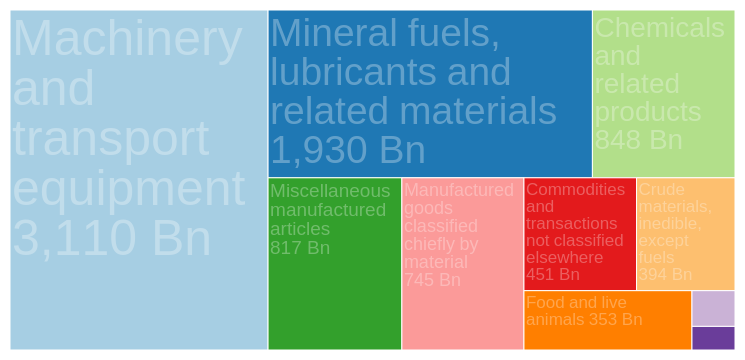 Machinery
and
transport
equipment
3,110 Bn
Mineral fuels,
lubricants and
related materials
1,930 Bn
Chemicals
and
related
products
848 Bn
Miscellaneous
manufactured
articles
817 Bn
Manufactured
goods
classified
chiefly by
material
745 Bn
Commodities
and
transactions
not classified
elsewhere
451 Bn
Crude
materials,
inedible,
except
fuels
394 Bn
Food and live
animals 353 Bn